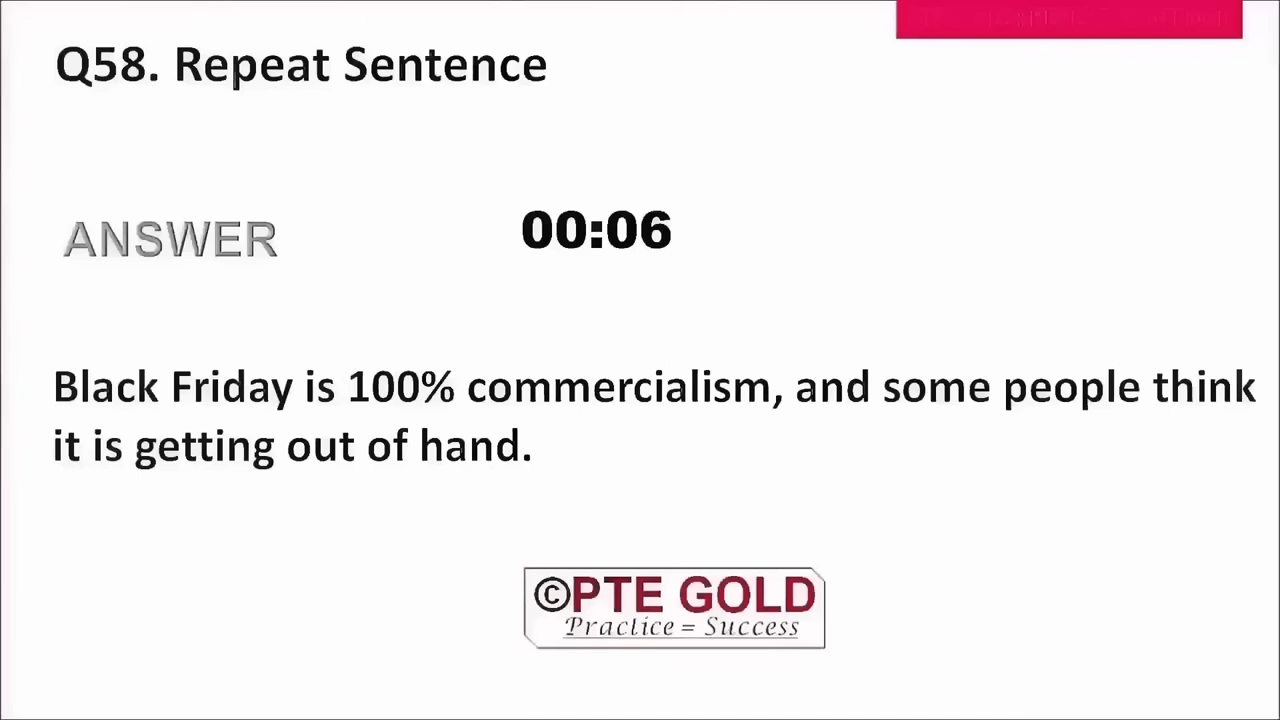 Q58. Repeat Sentence
ANSWER
00:06
Black Friday is 100% commercialism, and some people think
it is getting out of hand.
©PTE GOLD
Practice = Success